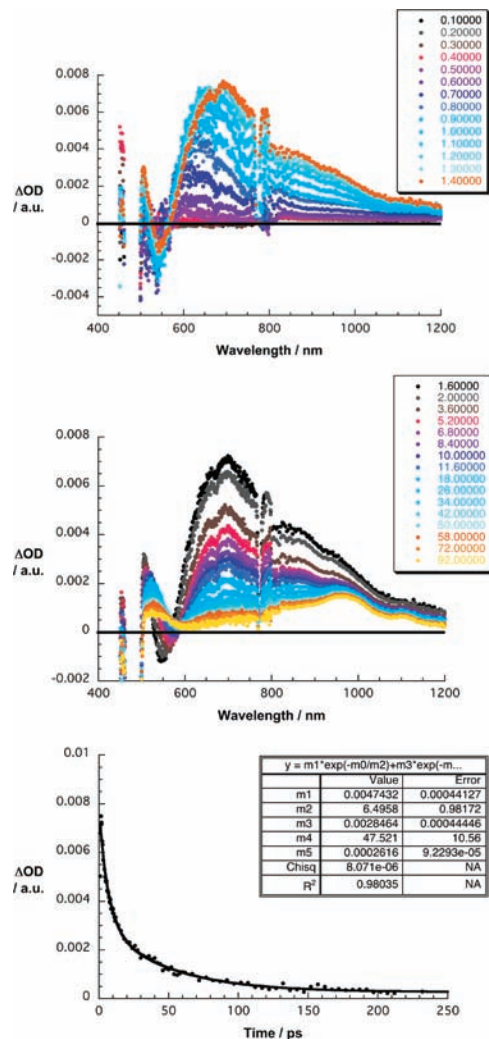 0.10000
0.20000
0.30000
0.40000
0.50000
0.60000
0.70000
0.80000
0.90000
1.00000
1.10000
1.20000
1.30000
1.40000
0.008
0.006
0.004
0.002
0
-0.002
-0.004
ΔOD
/ a.u.
400 600 800 1000 1200
Wavelength / nm
1.60000
2.00000
3.60000
5.20000
6.80000
8.40000
10.00000
11.60000
18.00000
26.00000
34.00000
42.00000
50.00000
58.00000
72.00000
92.00000
0.008
0.006
0.004
0.002
0
-0.002
ΔOD
/ a.u.
400 600 800 1000 1200
Wavelength / nm
0.01
0.008
0.006
0.004
0.002
0
ΔOD
/ a.u.
y = m1*exp(-m0/m2)+m3*exp(-m...
Value Error
m1 0.0047432 0.00044127
m2 6.4958 0.98172
m3 0.0028464 0.00044446
m4 47.521 10.56
m5 0.0002616 9.2293e-05
Chisq 8.071e-06 NA
R² 0.98035 NA
0 50 100 150 200 250
Time / ps